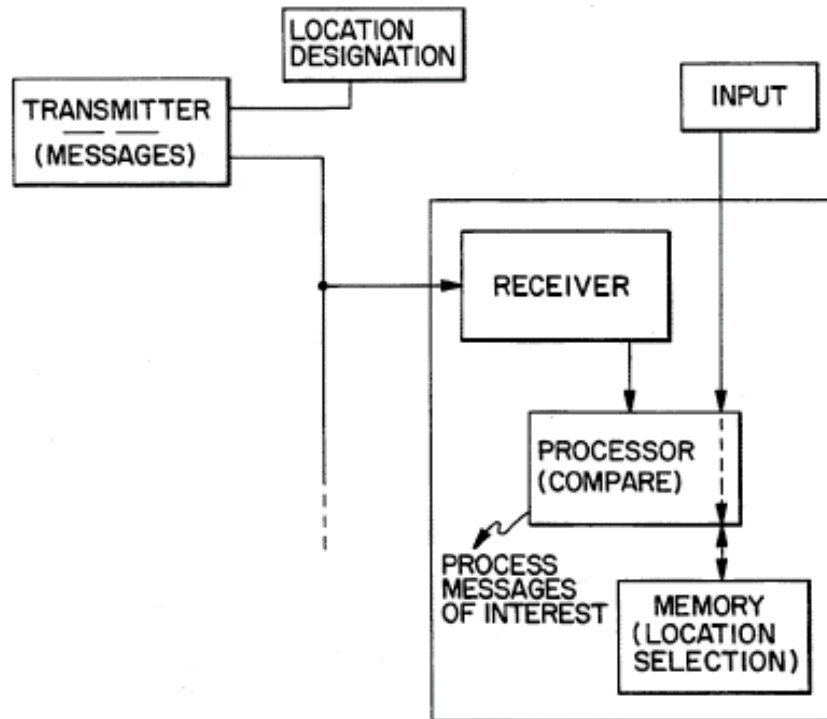 LOCATION
DESIGNATION
TRANSMITTER
(MESSAGES)
INPUT
RECEIVER
PROCESSOR
(COMPARE)
PROCESS
MESSAGES
OF INTEREST
MEMORY
(LOCATION
SELECTION)